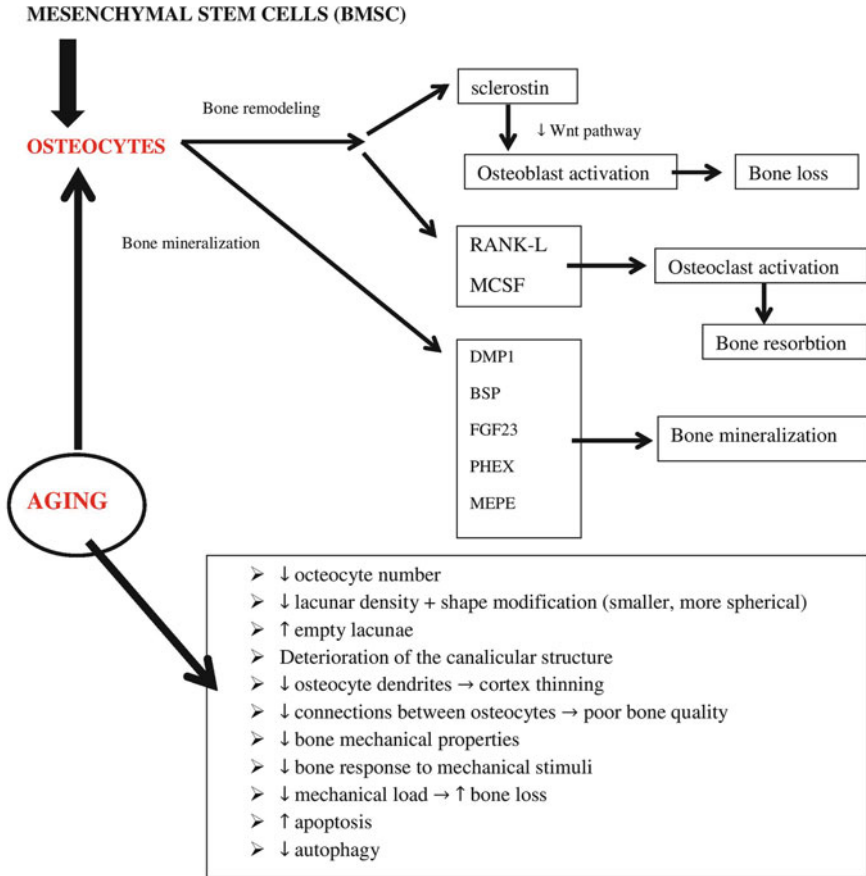 MESENCHYMAL STEM CELLS (BMSC)
OSTEOCYTES
Bone remodeling
sclerostin
↓ Wnt pathway
Osteoblast activation
Bone loss
Bone mineralization
RANK-L
MCSF
Osteoclast activation
Bone resorbtion
DMP1
BSP
FGF23
PHEX
MEPE
Bone mineralization
AGING
➢ ↓ octeocyte number
➢ ↓ lacunar density + shape modification (smaller, more spherical)
➢ ↑ empty lacunae
➢ Deterioration of the canalicular structure
➢ ↓ osteocyte dendrites → cortex thinning
➢ ↓ connections between osteocytes → poor bone quality
➢ ↓ bone mechanical properties
➢ ↓ bone response to mechanical stimuli
➢ ↓ mechanical load → ↑ bone loss
➢ ↑ apoptosis
➢ ↓ autophagy